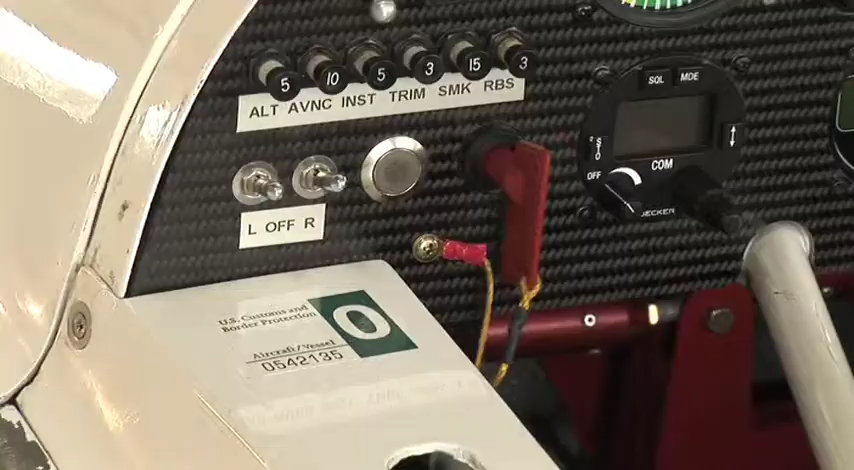 5 10 5 3 15 3
ALT AVNC INST TRIM SMK RBS
L OFF R
SQL MDE
STO
OFF
COM
U.S. Customs and
Border Protection
Aircraft/Vessel
0542135
0